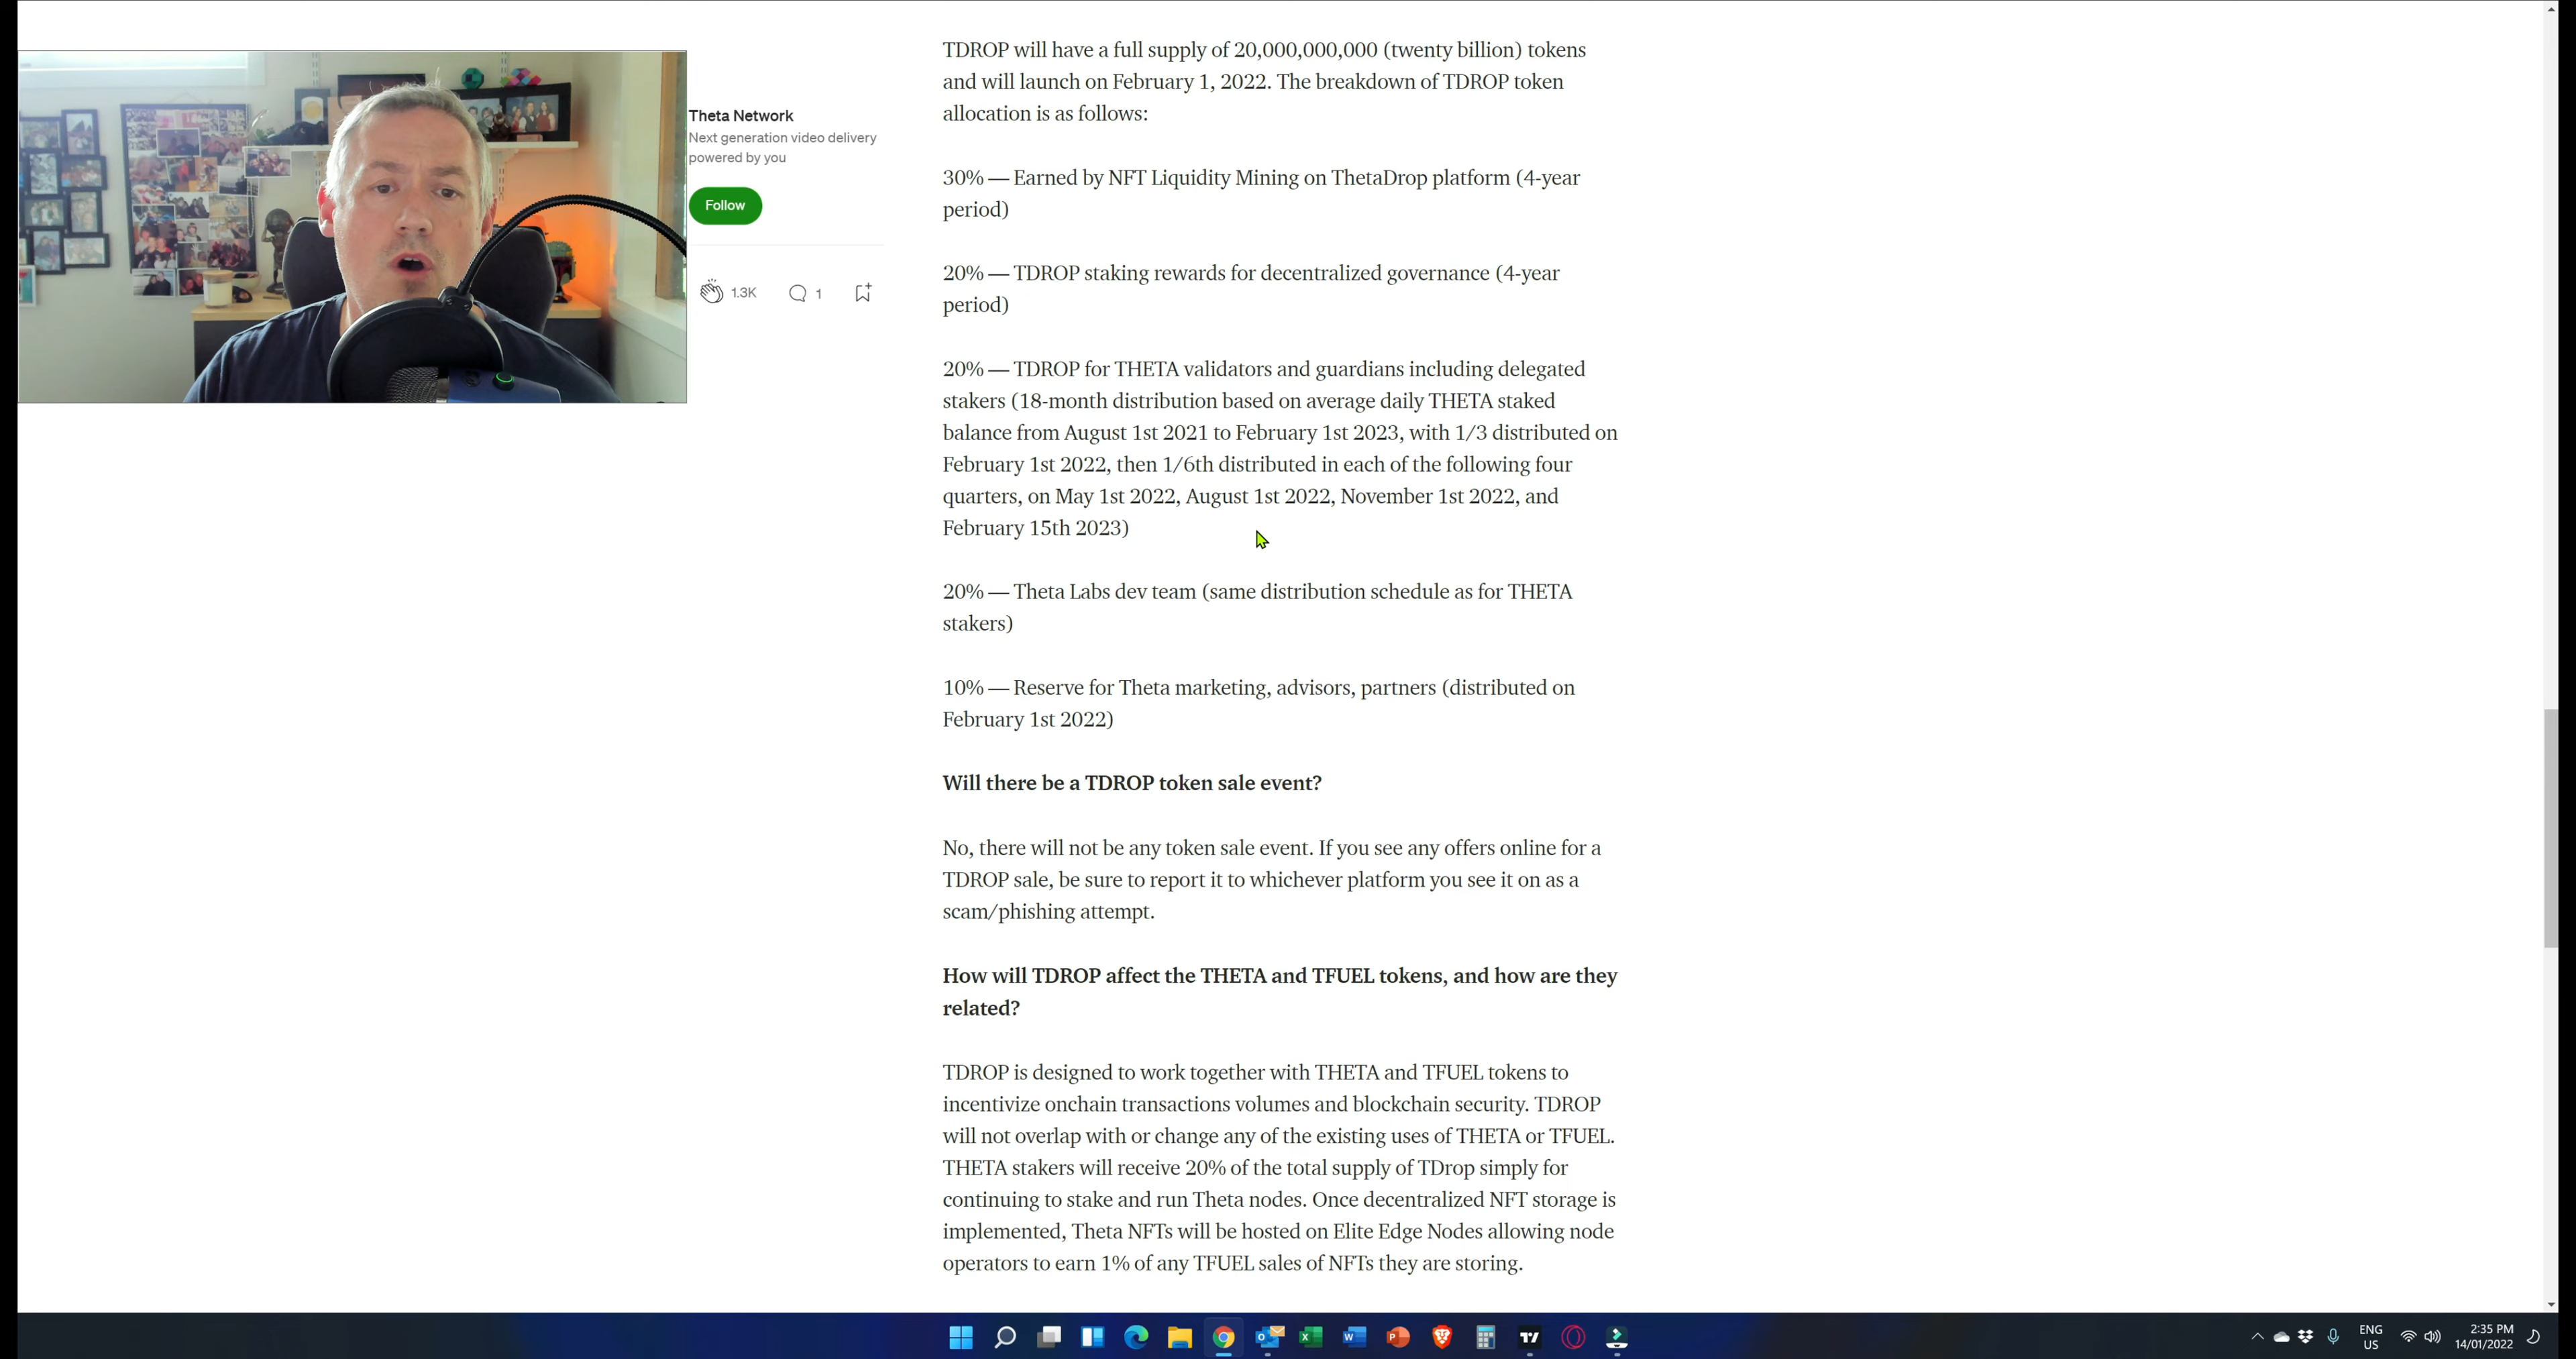 TDROP will have a full supply of 20,000,000,000 (twenty billion) tokens
and will launch on February 1, 2022. The breakdown of TDROP token
allocation is as follows:
Theta Network
Next generation video delivery
powered by you
Follow
1.3K
1
30% — Earned by NFT Liquidity Mining on ThetaDrop platform (4-year
period)
20% — TDROP staking rewards for decentralized governance (4-year
period)
20% — TDROP for THETA validators and guardians including delegated
stakers (18-month distribution based on average daily THETA staked
balance from August 1st 2021 to February 1st 2023, with 1/3 distributed on
February 1st 2022, then 1/6th distributed in each of the following four
quarters, on May 1st 2022, August 1st 2022, November 1st 2022, and
February 15th 2023)
20% — Theta Labs dev team (same distribution schedule as for THETA
stakers)
10% — Reserve for Theta marketing, advisors, partners (distributed on
February 1st 2022)
Will there be a TDROP token sale event?
No, there will not be any token sale event. If you see any offers online for a
TDROP sale, be sure to report it to whichever platform you see it on as a
scam/phishing attempt.
How will TDROP affect the THETA and TFUEL tokens, and how are they
related?
TDROP is designed to work together with THETA and TFUEL tokens to
incentivize onchain transactions volumes and blockchain security. TDROP
will not overlap with or change any of the existing uses of THETA or TFUEL.
THETA stakers will receive 20% of the total supply of TDrop simply for
continuing to stake and run Theta nodes. Once decentralized NFT storage is
implemented, Theta NFTs will be hosted on Elite Edge Nodes allowing node
operators to earn 1% of any TFUEL sales of NFTs they are storing.
ENG
US
2:35 PM
14/01/2022